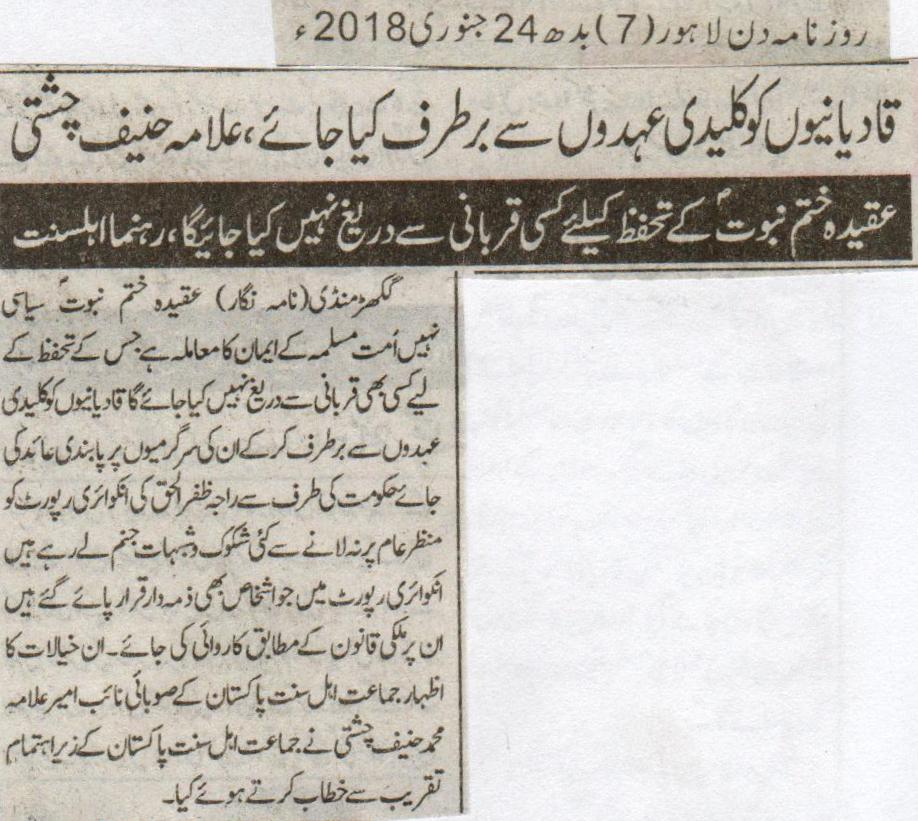 روزنامہ دن لاہور (7) بدھ 24 جنوری 2018ء
قادیانیوں کو کلیدی عہدوں سے برطرف کیا جائے، علامہ حنیف چشتی
عقیدہ ختم نبوتؐ کے تحفظ کیلئے کسی قربانی سے دریغ نہیں کیا جائیگا، رہنما اہلسنت
گکھڑ منڈی (نامہ نگار) عقیدہ ختم نبوتؐ سیاسی
نہیں اُمت مسلمہ کے ایمان کا معاملہ ہے جس کے تحفظ کے
لیے کسی بھی قربانی سے دریغ نہیں کیا جائے گا قادیانیوں کو کلیدی
عہدوں سے برطرف کر کے ان کی سرگرمیوں پر پابندی عائد کی
جائے حکومت کی طرف سے راجہ ظفر الحق کی انکوائری رپورٹ کو
منظر عام پر نہ لانے سے کئی شکوک و شبہات جنم لے رہے ہیں
انکوائری رپورٹ میں جو اشخاص بھی ذمہ دار قرار پائے گئے ہیں
ان پر ملکی قانون کے مطابق کاروائی کی جائے۔ ان خیالات کا
اظہار جماعت اہل سنت پاکستان کے صوبائی نائب امیر علامہ
محمد حنیف چشتی نے جماعت اہل سنت پاکستان کے زیر اہتمام
تقریب سے خطاب کرتے ہوئے کیا۔